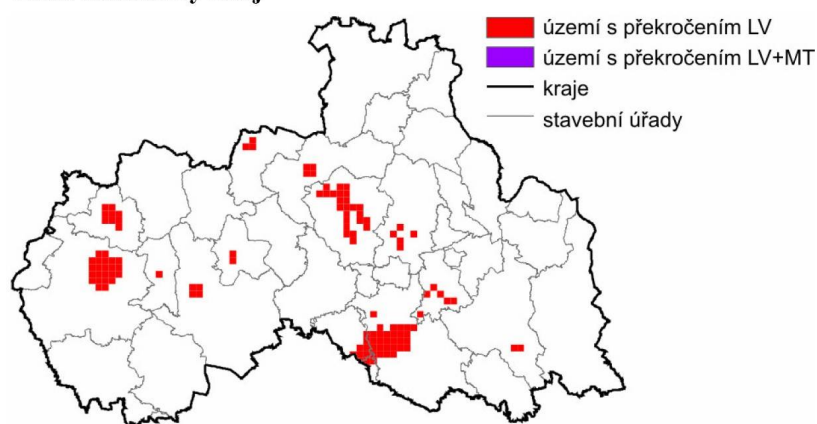 území s překročením LV
území s překročením LV+MT
kraje
stavební úřady